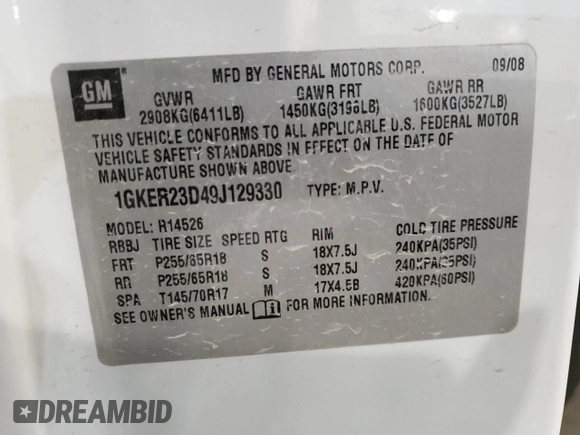 GM
MFD BY GENERAL MOTORS CORP. 09/08
GVWR GAWR FRT GAWR RR
2908KG(6411LB) 1450KG(3196LB) 1600KG(3527LB)
THIS VEHICLE CONFORMS TO ALL APPLICABLE U.S. FEDERAL MOTOR
VEHICLE SAFETY STANDARDS IN EFFECT ON THE DATE OF
MANUFACTURE SHOWN ABOVE
1GKER23D49J129330 TYPE: M.P.V.
MODEL: R14526
RBBJ TIRE SIZE SPEED RTG RIM COLD TIRE PRESSURE
FRT P255/65R18 S 18X7.5J 240KPA(35PSI)
RR P255/65R18 S 18X7.5J 240KPA(35PSI)
SPA T145/70R17 M 17X4.5B 420KPA(60PSI)
SEE OWNER'S MANUAL i FOR MORE INFORMATION.
DREAMBID